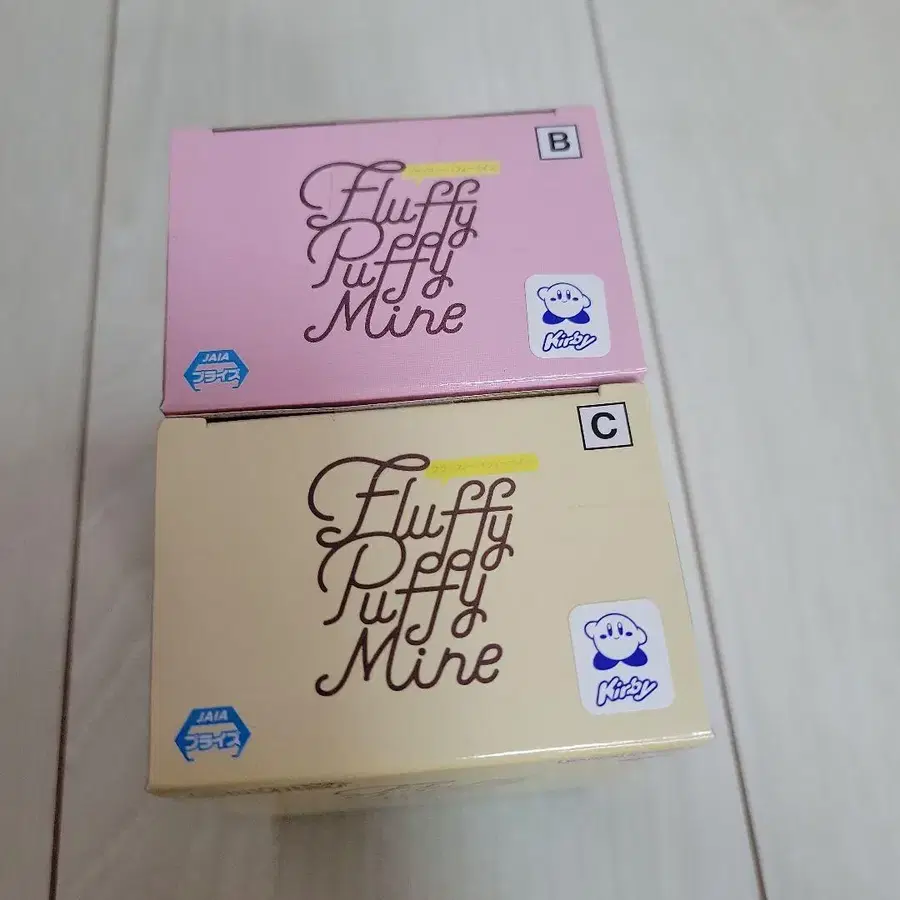 B
Fluffy
Puffy
Mine
Kirby
JAIA
プライズ
C
Fluffy
Puffy
Mine
Kirby
JAIA
プライズ